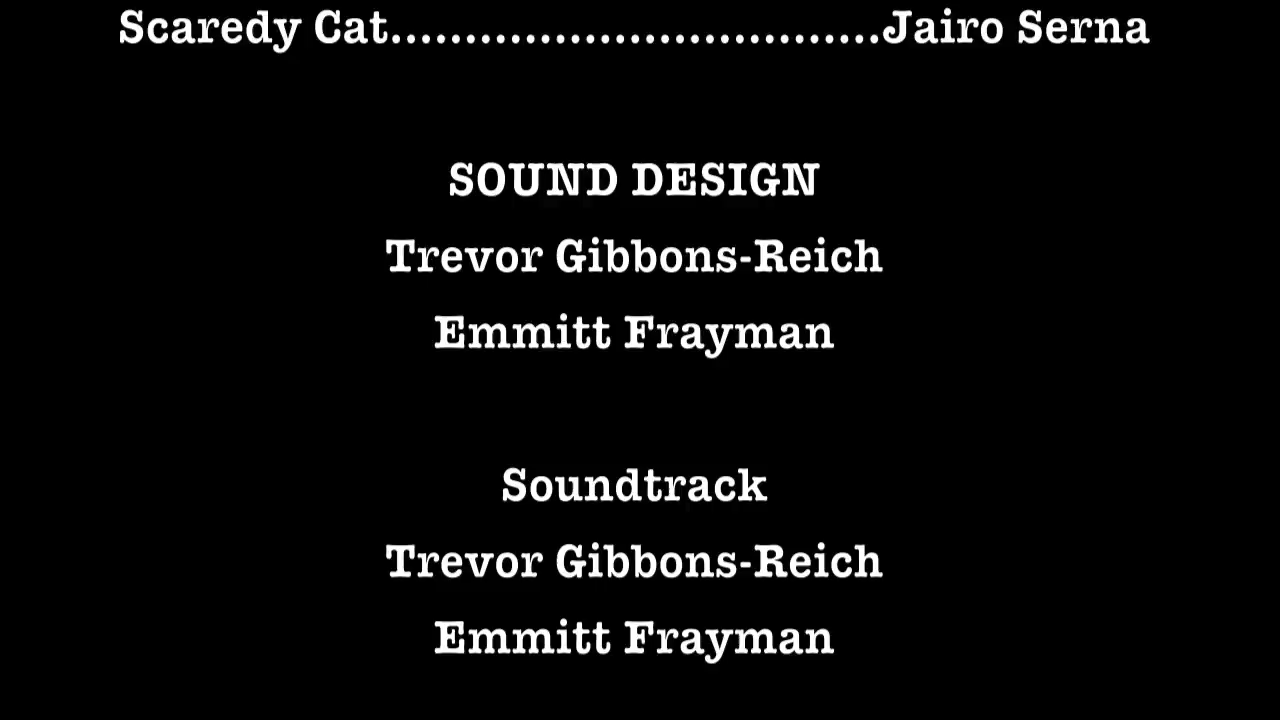 Scaredy Cat.................................Jairo Serna
SOUND DESIGN
Trevor Gibbons-Reich
Emmitt Frayman
Soundtrack
Trevor Gibbons-Reich
Emmitt Frayman